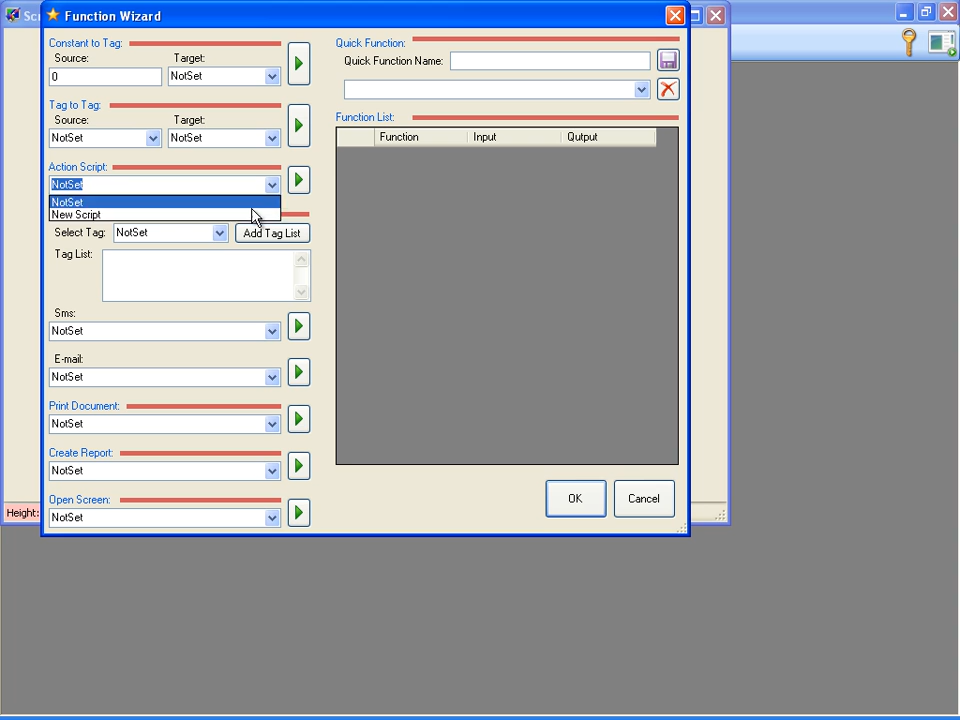 Function Wizard
Constant to Tag:
Source:
Target:
0
NotSet
Tag to Tag:
Source:
Target:
NotSet
NotSet
Action Script:
NotSet
NotSet
New Script
Select Tag:
NotSet
Add Tag List
Tag List:
Sms:
NotSet
E-mail:
NotSet
Print Document:
NotSet
Create Report:
NotSet
Open Screen:
NotSet
Quick Function:
Quick Function Name:
Function List:
Function
Input
Qutput
OK
Cancel
Height: